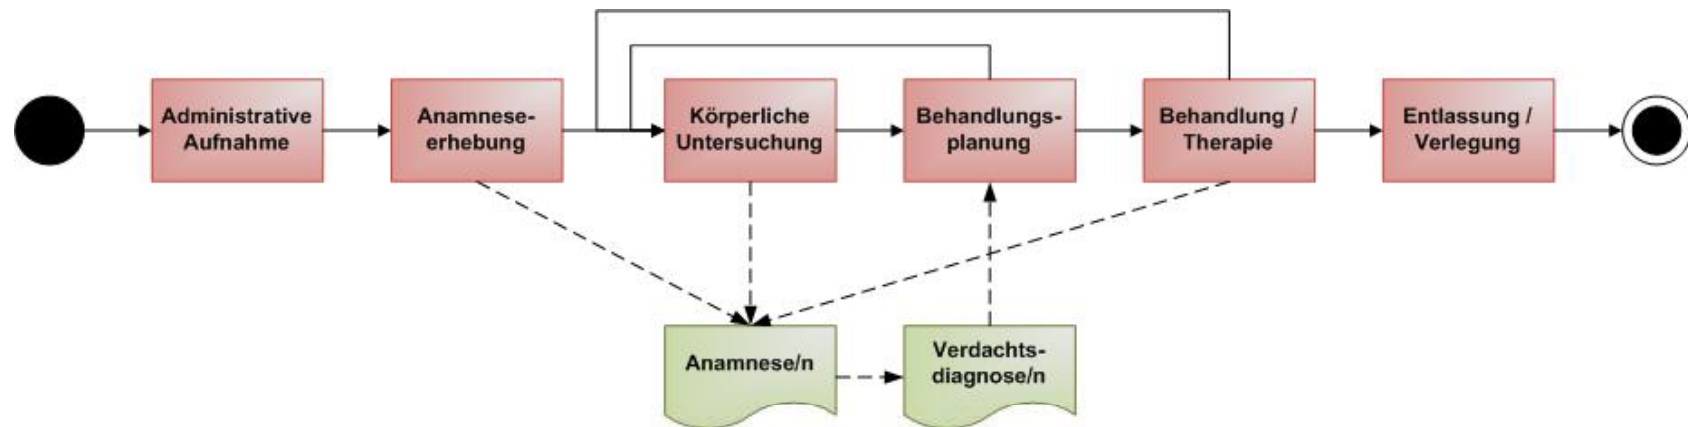 Administrative
Aufnahme
Anamnese-
erhebung
Körperliche
Untersuchung
Behandlungs-
planung
Behandlung /
Therapie
Entlassung /
Verlegung
Anamnese/n
Verdachts-
diagnose/n